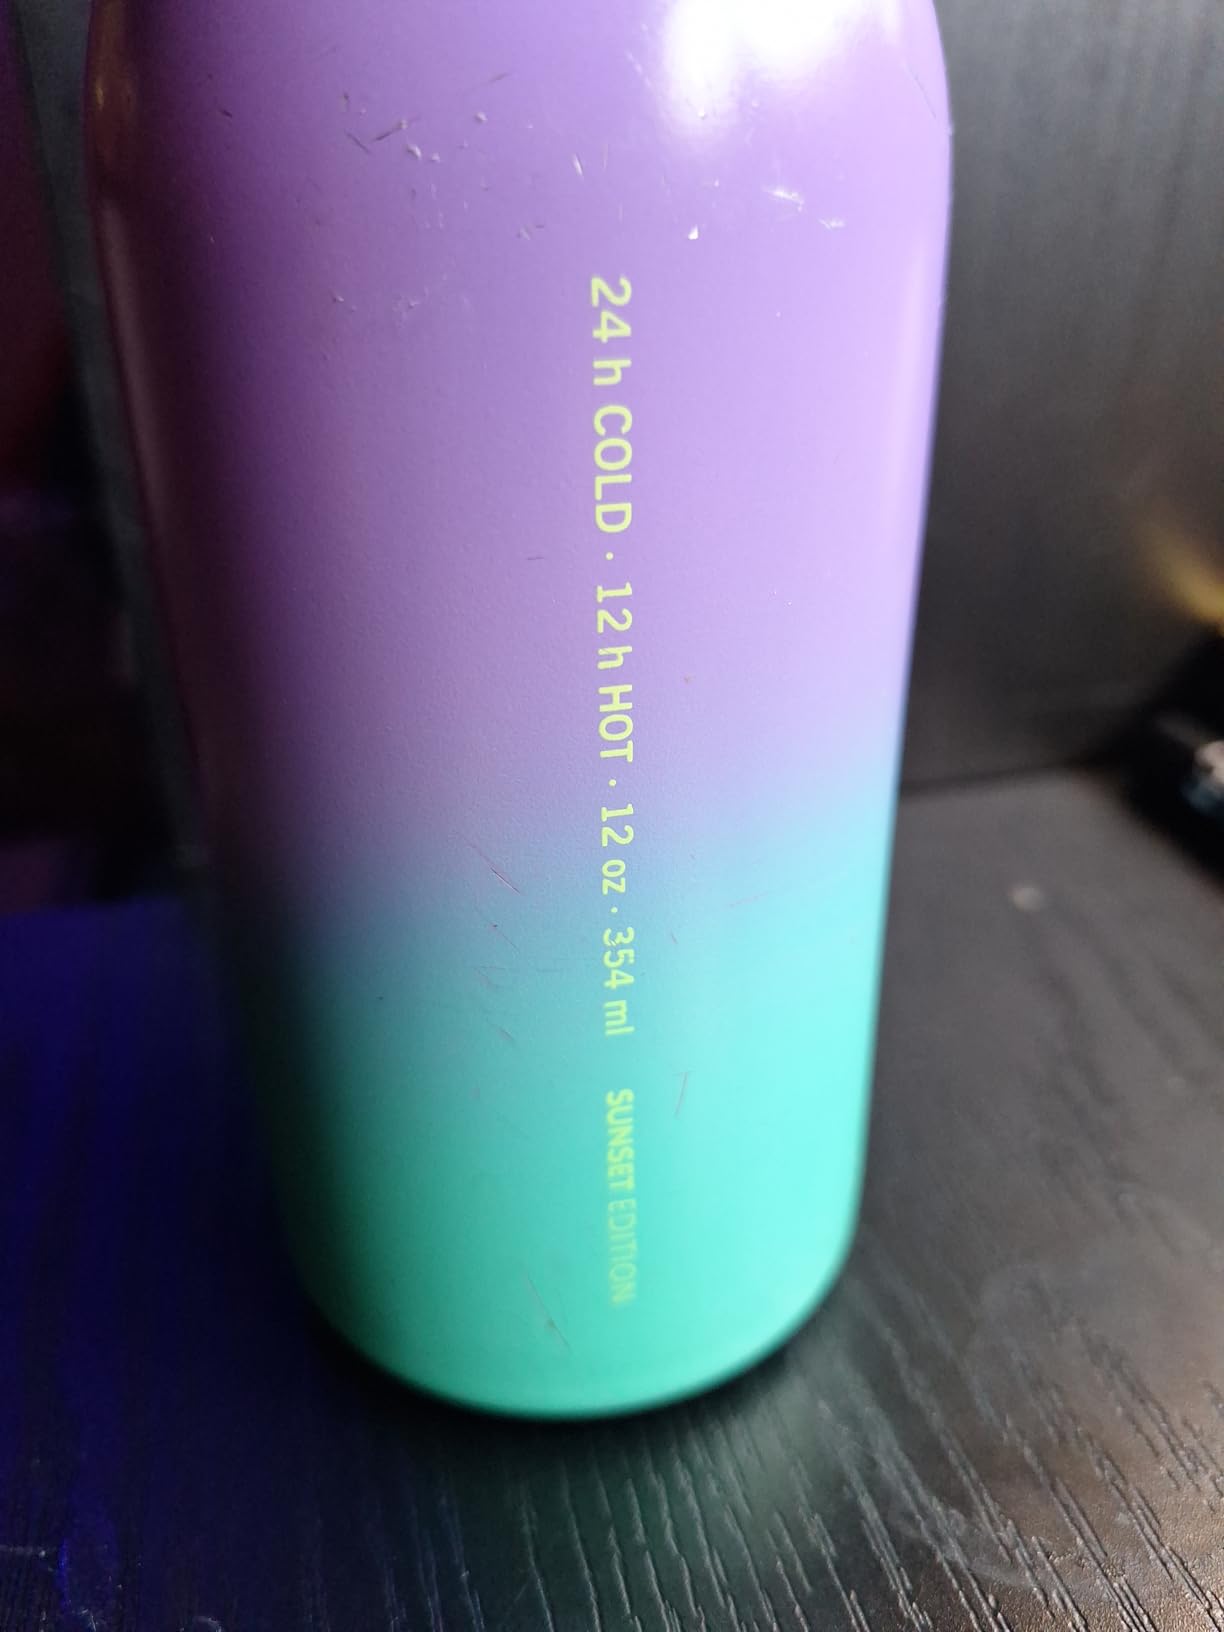 24 h COLD · 12 h HOT · 12 oz · 354 ml SUNSET EDITION